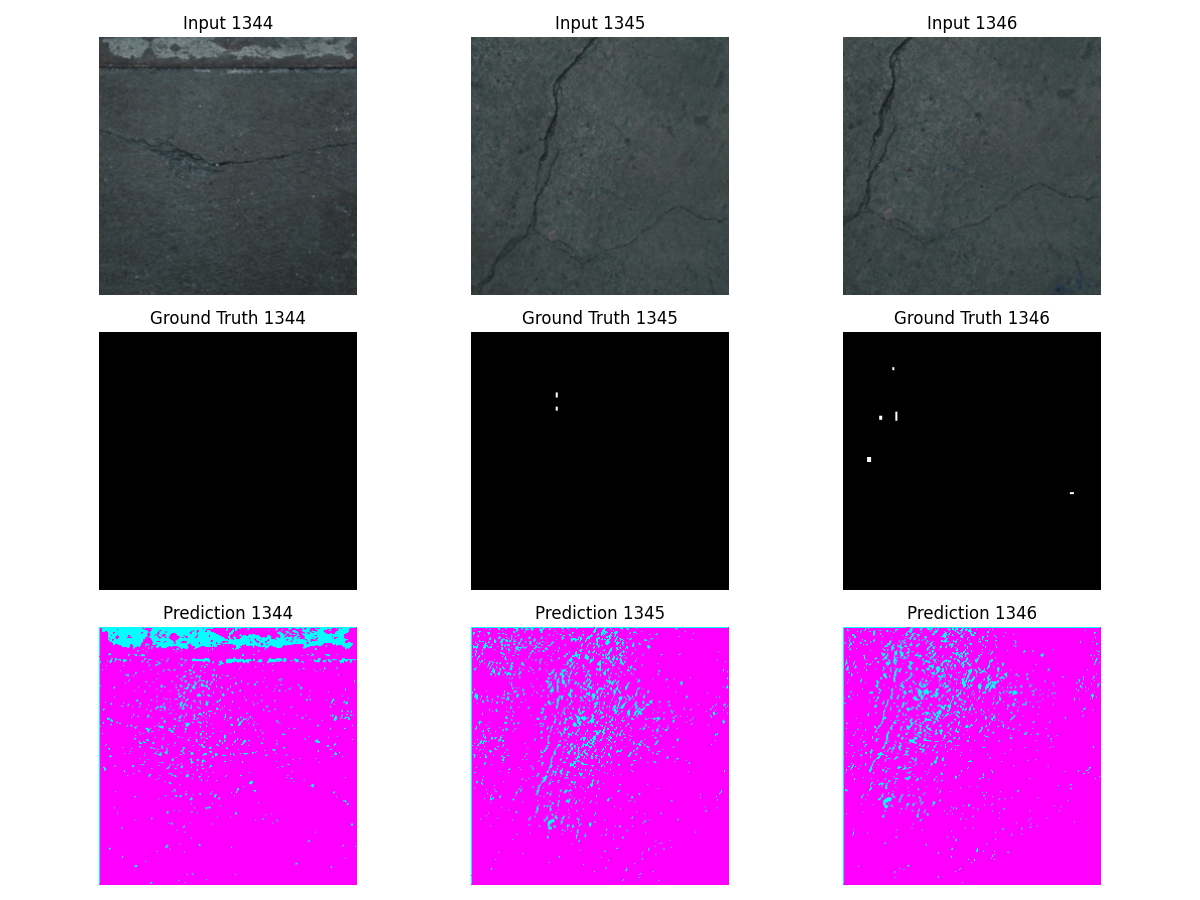 Input 1344
Input 1345
Input 1346
Ground Truth 1344
Ground Truth 1345
Ground Truth 1346
Prediction 1344
Prediction 1345
Prediction 1346